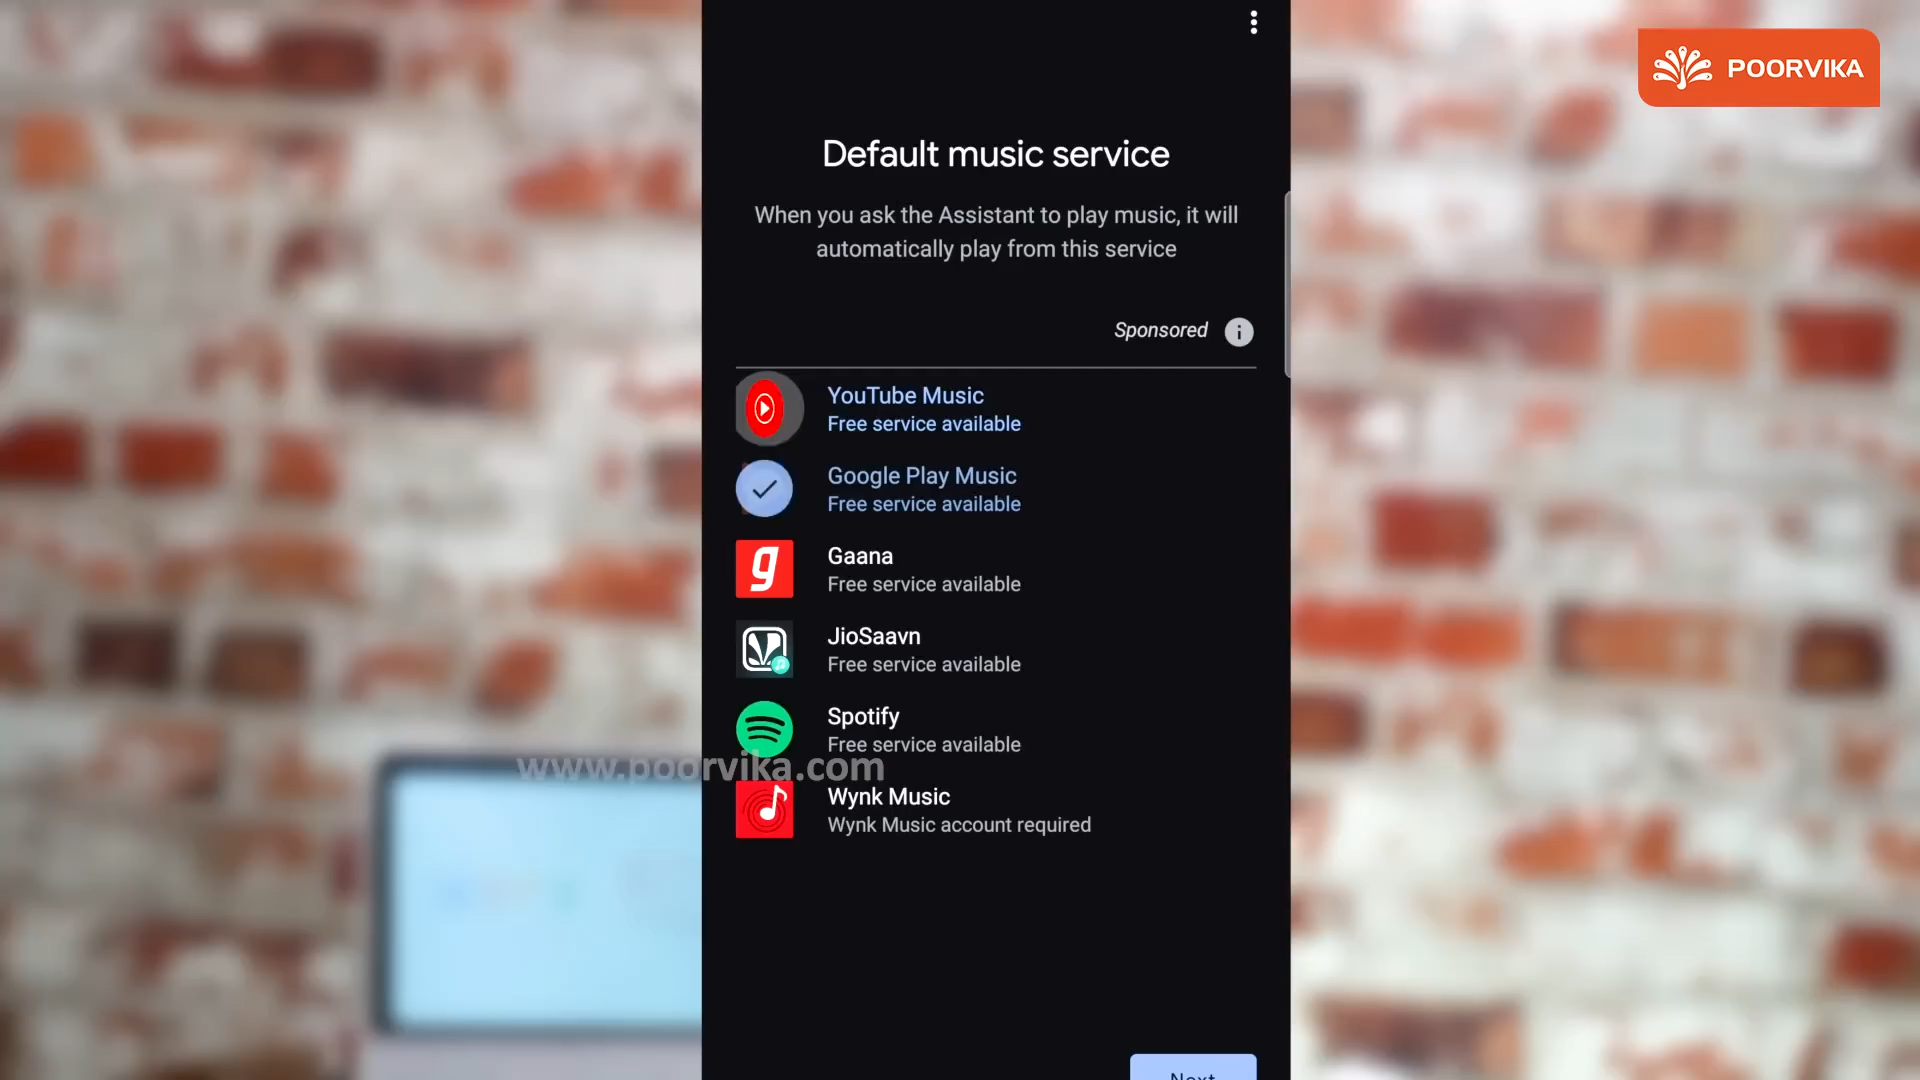 POORVIKA
Default music service
When you ask the Assistant to play music, it will
automatically play from this service
Sponsored
YouTube Music
Free service available
Google Play Music
Free service available
Gaana
Free service available
JioSaavn
Free service available
Spotify
Free service available
www.poorvika.com
Wynk Music
Wynk Music account required
Next